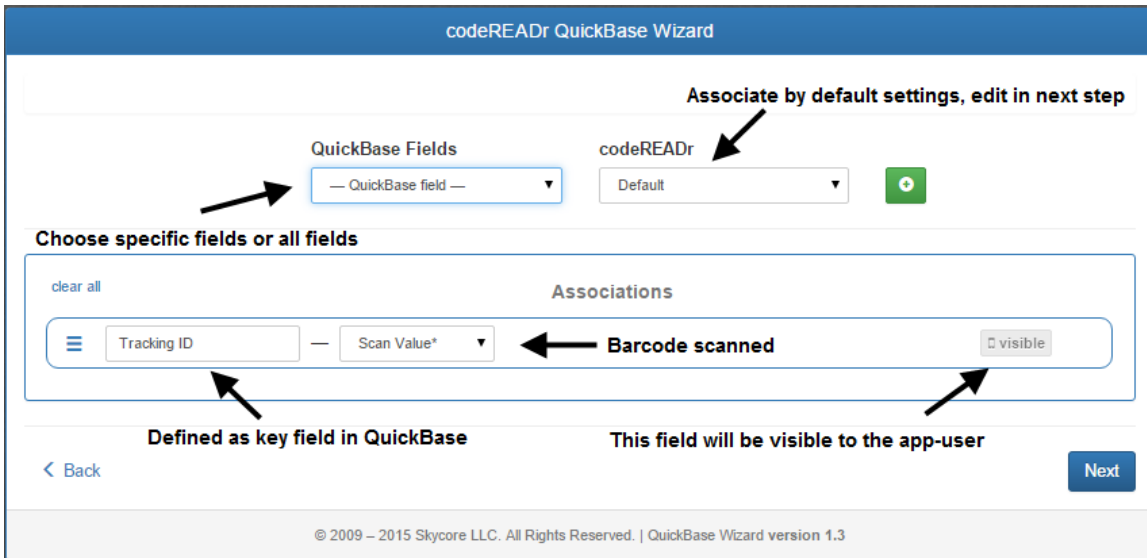 codeREADr QuickBase Wizard
Associate by default settings, edit in next step
QuickBase Fields codeREADr
— QuickBase field — Default
Choose specific fields or all fields
clear all
Associations
Tracking ID — Scan Value* Barcode scanned visible
Defined as key field in QuickBase This field will be visible to the app-user
Back Next
© 2009 – 2015 Skycore LLC. All Rights Reserved. | QuickBase Wizard version 1.3